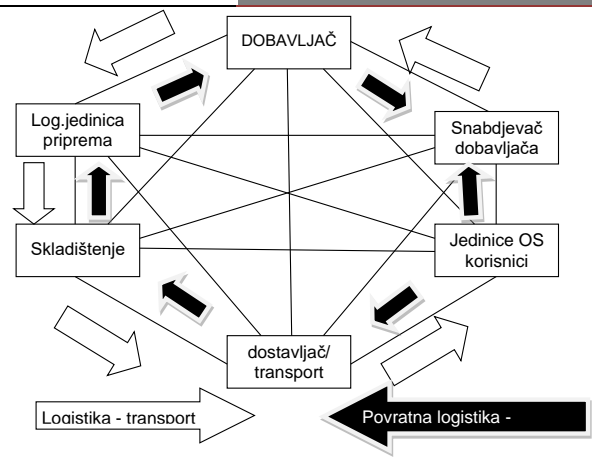 DOBAVLJAČ
Log.jedinica
priprema
Snabdjevač
dobavljača
Skladištenje
Jedinice OS
korisnici
dostavljač/
transport
Logistika - transport
Povratna logistika -